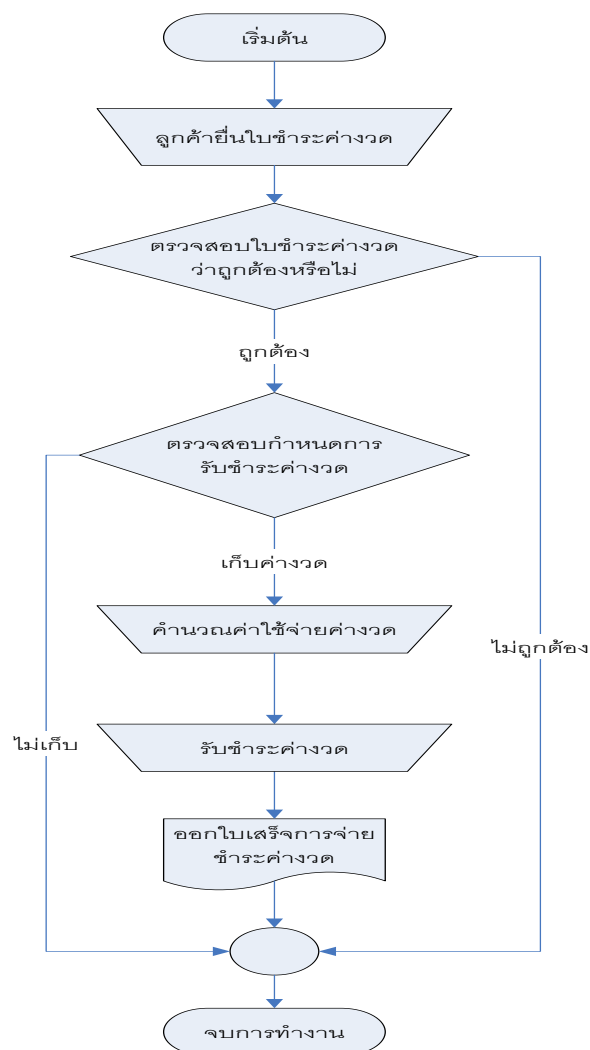 เริ่มต้น
ลูกค้ายื่นใบชำระค่างวด
ตรวจสอบใบชำระค่างวด
ว่าถูกต้องหรือไม่
ถูกต้อง
ตรวจสอบกำหนดการ
รับชำระค่างวด
เก็บค่างวด
คำนวณค่าใช้จ่ายค่างวด
ไม่ถูกต้อง
ไม่เก็บ
รับชำระค่างวด
ออกใบเสร็จการจ่าย
ชำระค่างวด
จบการทำงาน